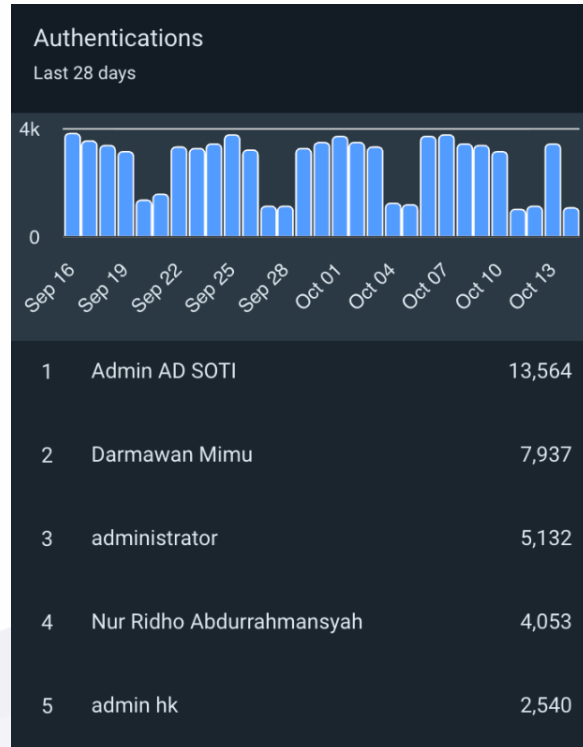 Authentications
Last 28 days
4k
0
Sep 16 Sep 19 Sep 22 Sep 25 Sep 28 Oct 01 Oct 04 Oct 07 Oct 10 Oct 13
1 Admin AD SOTI 13,564
2 Darmawan Mimu 7,937
3 administrator 5,132
4 Nur Ridho Abdurrahmansyah 4,053
5 admin hk 2,540